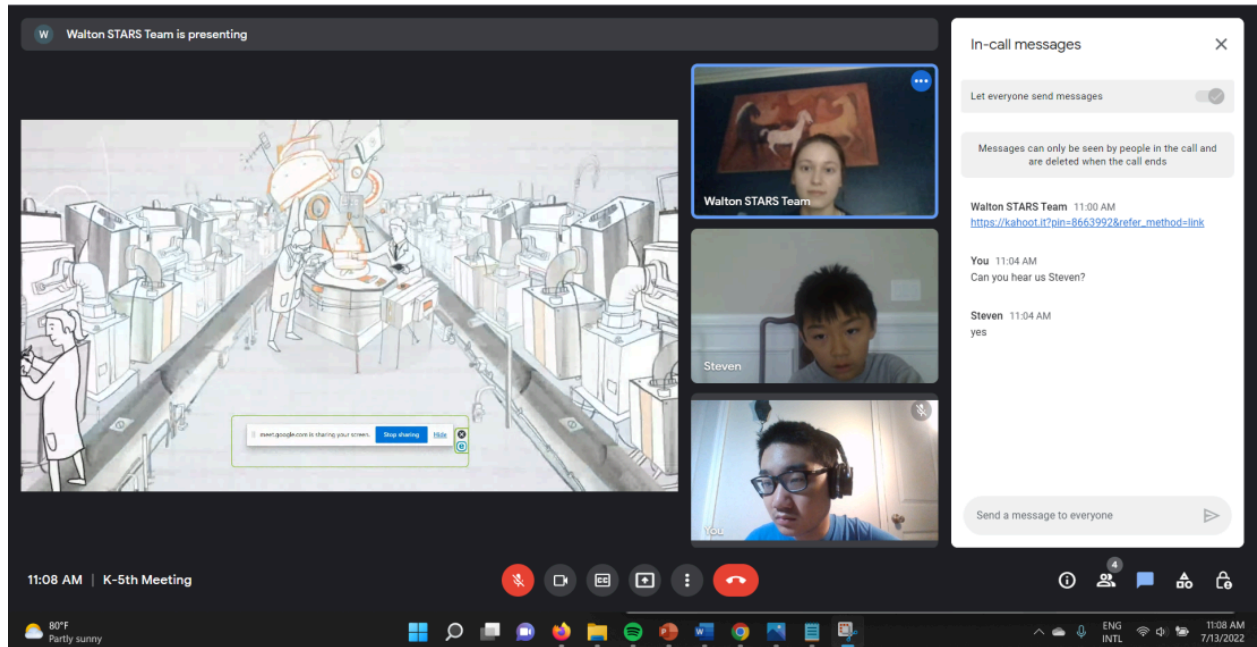 W Walton STARS Team is presenting
In-call messages
Let everyone send messages
Messages can only be seen by people in the call and
are deleted when the call ends
Walton STARS Team 11:00 AM
https://kahoot.it?pin=8663992&refer_method=link
You 11:04 AM
Can you hear us Steven?
Steven 11:04 AM
yes
Send a message to everyone
Walton STARS Team
Steven
You
meet.google.com is sharing your screen. Stop sharing Hide
11:08 AM | K-5th Meeting
CC
4
80°F
Partly sunny
ENG
INTL
11:08 AM
7/13/2022